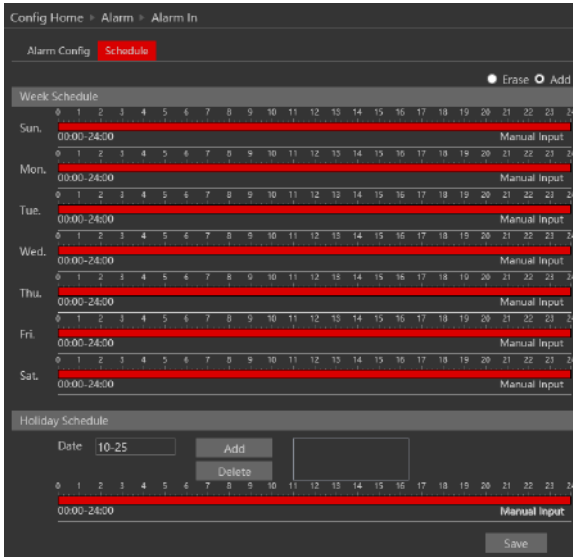 Config Home ▸ Alarm ▸ Alarm In
Alarm Config Schedule
Erase Add
Week Schedule
0 1 2 3 4 5 6 7 8 9 10 11 12 13 14 15 16 17 18 19 20 21 22 23 24
Sun.
00:00-24:00 Manual Input
0 1 2 3 4 5 6 7 8 9 10 11 12 13 14 15 16 17 18 19 20 21 22 23 24
Mon.
00:00-24:00 Manual Input
0 1 2 3 4 5 6 7 8 9 10 11 12 13 14 15 16 17 18 19 20 21 22 23 24
Tue.
00:00-24:00 Manual Input
0 1 2 3 4 5 6 7 8 9 10 11 12 13 14 15 16 17 18 19 20 21 22 23 24
Wed.
00:00-24:00 Manual Input
0 1 2 3 4 5 6 7 8 9 10 11 12 13 14 15 16 17 18 19 20 21 22 23 24
Thu.
00:00-24:00 Manual Input
0 1 2 3 4 5 6 7 8 9 10 11 12 13 14 15 16 17 18 19 20 21 22 23 24
Fri.
00:00-24:00 Manual Input
0 1 2 3 4 5 6 7 8 9 10 11 12 13 14 15 16 17 18 19 20 21 22 23 24
Sat.
00:00-24:00 Manual Input
Holiday Schedule
Date 10-25 Add
Delete
0 1 2 3 4 5 6 7 8 9 10 11 12 13 14 15 16 17 18 19 20 21 22 23 24
00:00-24:00 Manual Input
Save